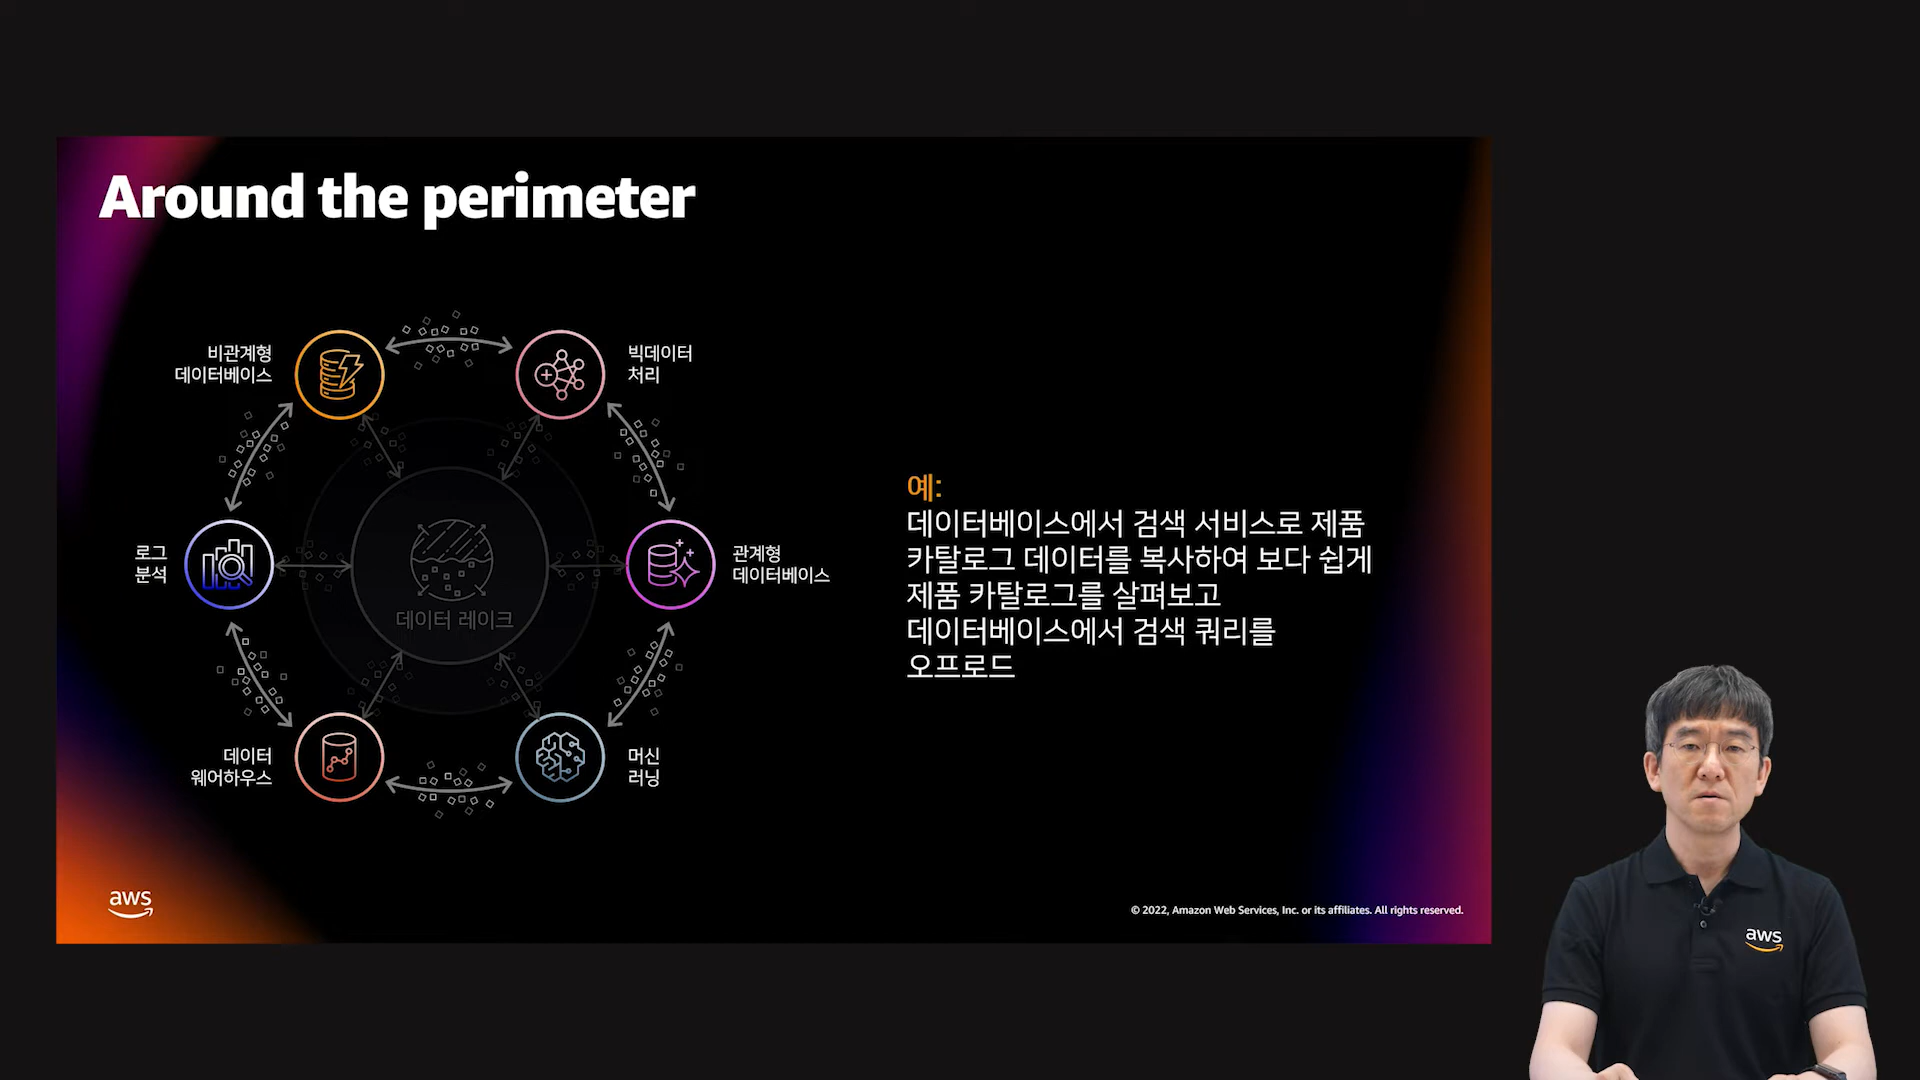 Around the perimeter
비관계형
데이터베이스
빅데이터
처리
로그
분석
데이터 레이크
관계형
데이터베이스
데이터
웨어하우스
머신
러닝
예:
데이터베이스에서 검색 서비스로 제품
카탈로그 데이터를 복사하여 보다 쉽게
제품 카탈로그를 살펴보고
데이터베이스에서 검색 쿼리를
오프로드
aws
© 2022, Amazon Web Services, Inc. or its affiliates. All rights reserved.
aws